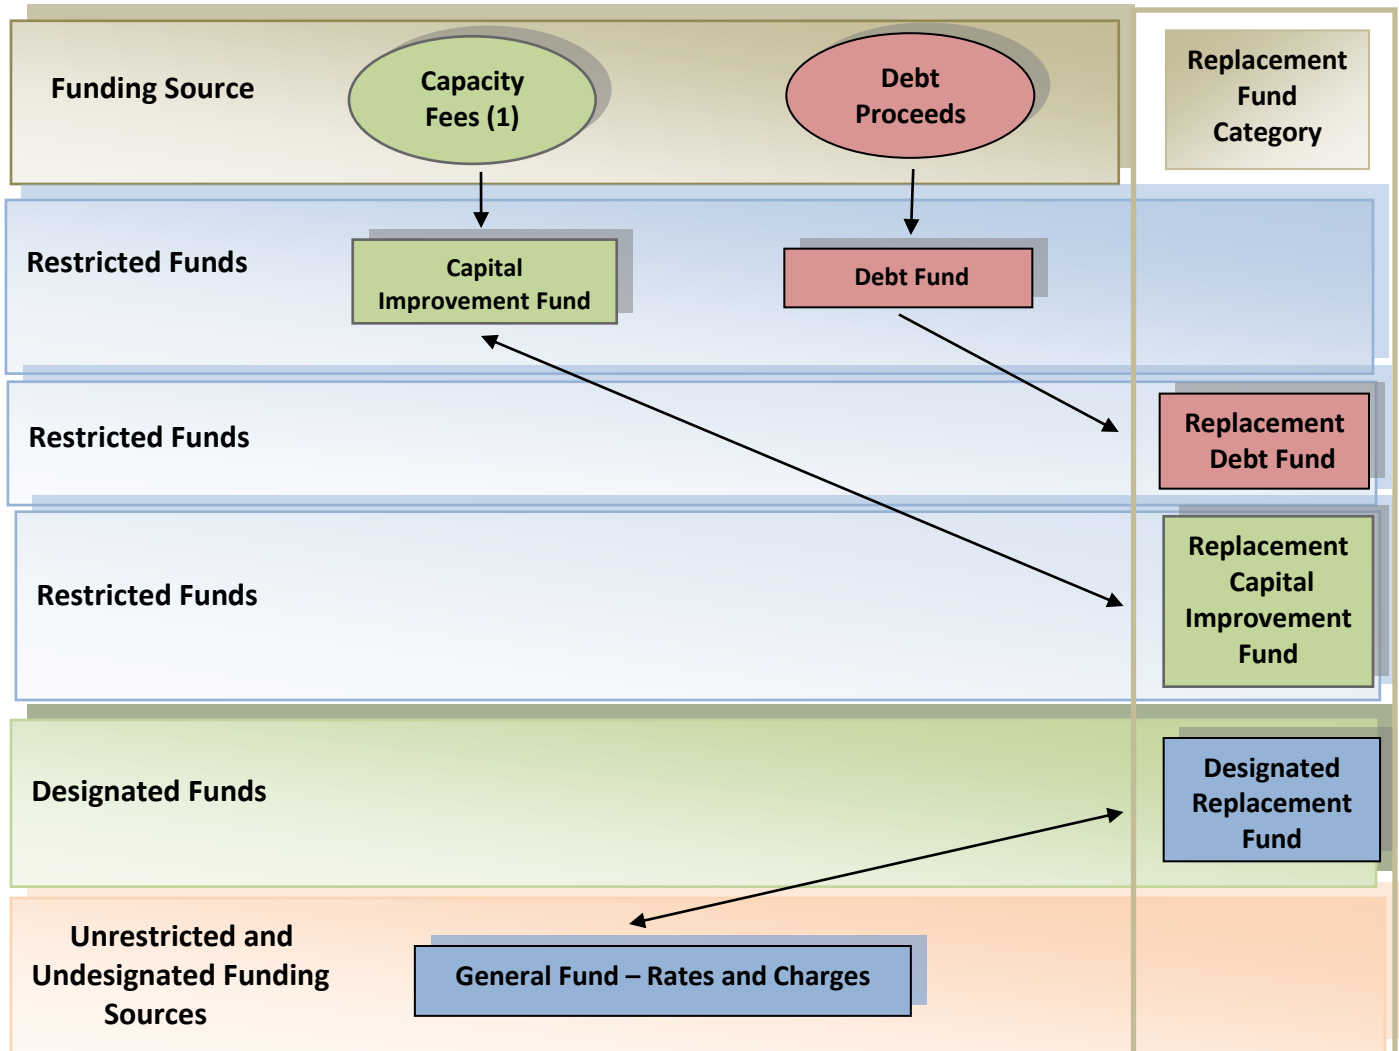 Funding Source
Capacity
Fees (1)
Debt
Proceeds
Replacement
Fund
Category
Restricted Funds
Capital
Improvement Fund
Debt Fund
Restricted Funds
Replacement
Debt Fund
Restricted Funds
Replacement
Capital
Improvement
Fund
Designated Funds
Designated
Replacement
Fund
Unrestricted and
Undesignated Funding
Sources
General Fund – Rates and Charges